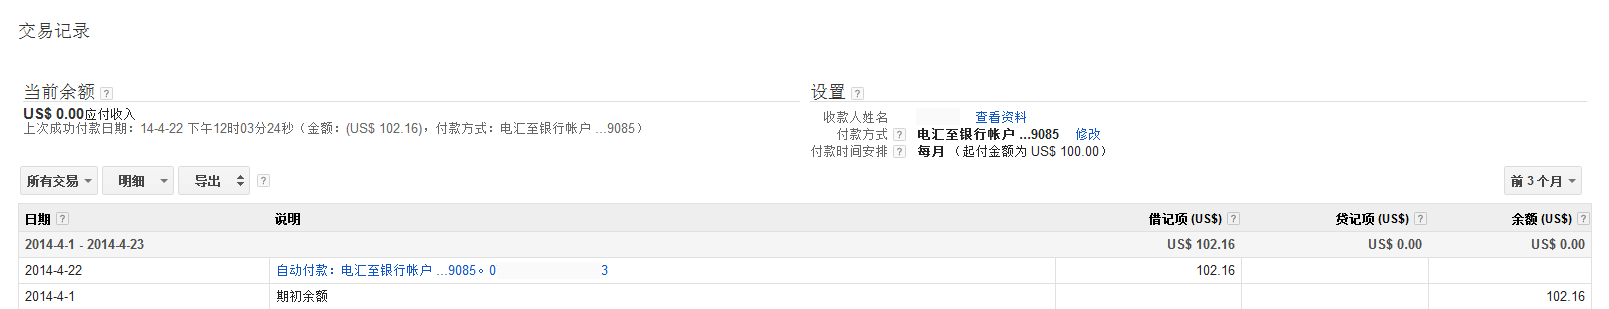 交易记录
当前余额 ?
US$ 0.00应付收入
上次成功付款日期：14-4-22 下午12时03分24秒（金额：(US$ 102.16)，付款方式：电汇至银行帐户 ...9085）
设置 ?
收款人姓名 查看资料
付款方式 ? 电汇至银行帐户 ...9085 修改
付款时间安排 ? 每月 （起付金额为 US$ 100.00）
所有交易 明细 导出 ? 前 3 个月
日期 ? 说明 借记项 (US$) ? 贷记项 (US$) ? 余额 (US$) ?
2014-4-1 - 2014-4-23 US$ 102.16 US$ 0.00 US$ 0.00
2014-4-22 自动付款：电汇至银行帐户 ...9085。0 3 102.16
2014-4-1 期初余额 102.16